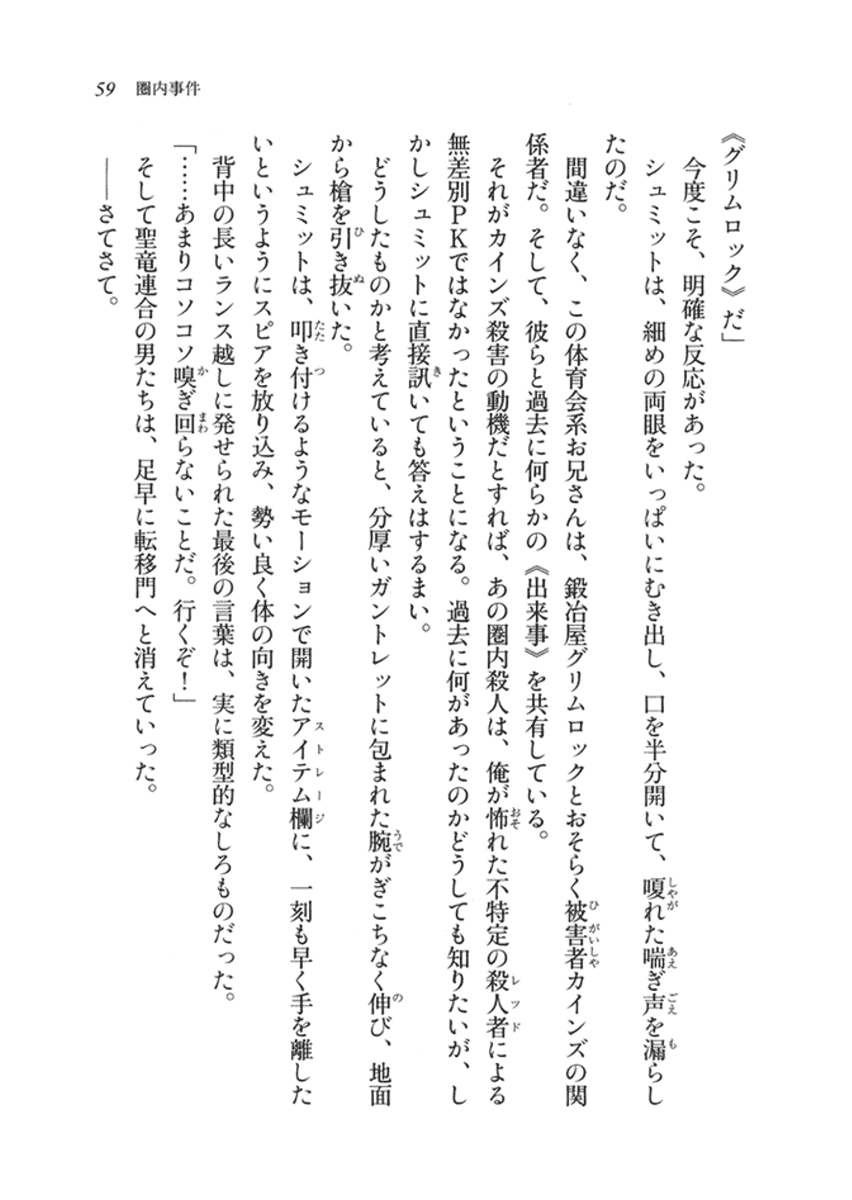 59　圏内事件
《グリムロック》だ」
　今度こそ、明確な反応があった。
　シュミットは、細めの両眼をいっぱいにむき出し、口を半分開いて、嗄れた喘ぎ声を漏らし
たのだ。
　間違いなく、この体育会系お兄さんは、鍛冶屋グリムロックとおそらく被害者カインズの関
係者だ。そして、彼らと過去に何らかの《出来事》を共有している。
　それがカインズ殺害の動機だとすれば、あの圏内殺人は、俺が怖れた不特定の殺人者による
無差別ＰＫではなかったということになる。過去に何があったのかどうしても知りたいが、し
かしシュミットに直接訊いても答えはするまい。
　どうしたものかと考えていると、分厚いガントレットに包まれた腕がぎこちなく伸び、地面
から槍を引き抜いた。
　シュミットは、叩き付けるようなモーションで開いたアイテム欄に、一刻も早く手を離した
いというようにスピアを放り込み、勢い良く体の向きを変えた。
　背中の長いランス越しに発せられた最後の言葉は、実に類型的なしろものだった。
「……あまりコソコソ嗅ぎ回らないことだ。行くぞ！」
　そして聖竜連合の男たちは、足早に転移門へと消えていった。
　――さてさて。